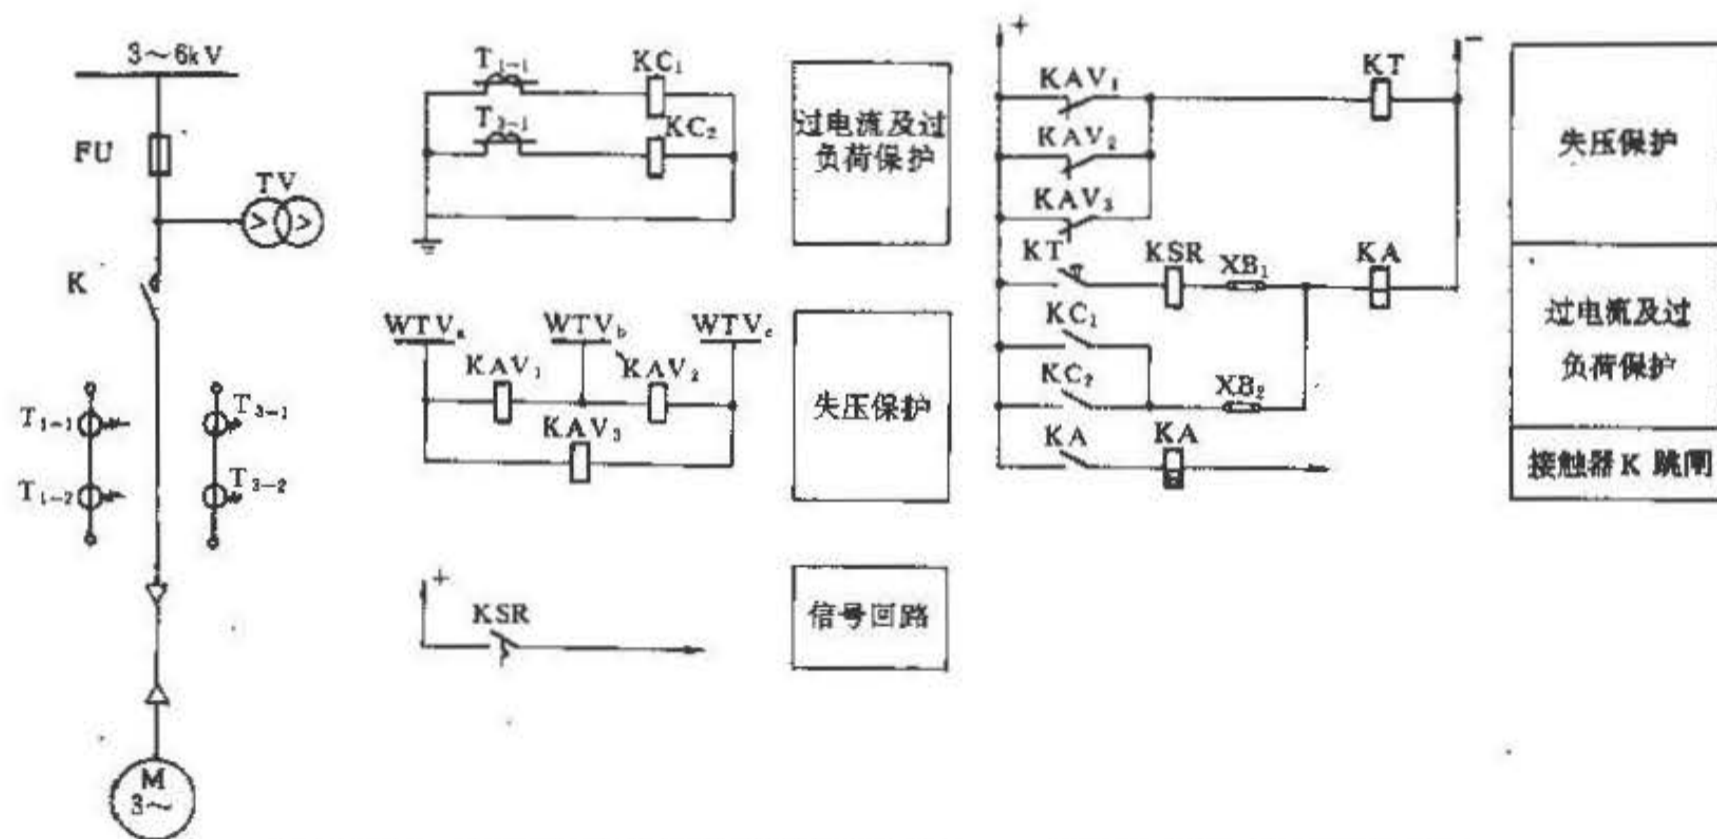 3～6kV
FU
TV
K
T₁₋₁
T₃₋₁
T₁₋₂
T₃₋₂
M
3～
T₁₋₁
KC₁
T₃₋₁
KC₂
过电流及过
负荷保护
WTVₐ
WTV_b
WTV_c
KAV₁
KAV₂
KAV₃
失压保护
+
KSR
信号回路
+
−
KAV₁
KT
KAV₂
KAV₃
失压保护
KT
KSR
XB₁
KA
KC₁
KC₂
XB₂
过电流及过
负荷保护
KA
KA
接触器 K 跳闸